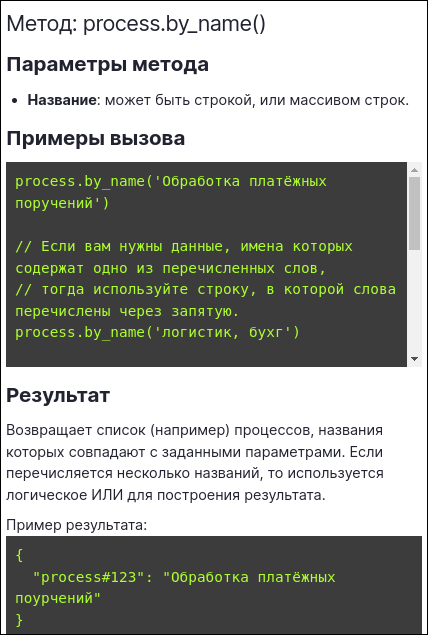 Метод: process.by_name()
Параметры метода
• Название: может быть строкой, или массивом строк.
Примеры вызова
process.by_name('Обработка платёжных
поручений')
// Если вам нужны данные, имена которых
содержат одно из перечисленных слов,
// тогда используйте строку, в которой слова
перечислены через запятую.
process.by_name('логистик, бухг')
Результат
Возвращает список (например) процессов, названия
которых совпадают с заданными параметрами. Если
перечисляется несколько названий, то используется
логическое ИЛИ для построения результата.
Пример результата:
{
"process#123": "Обработка платёжных
поурчений"
}